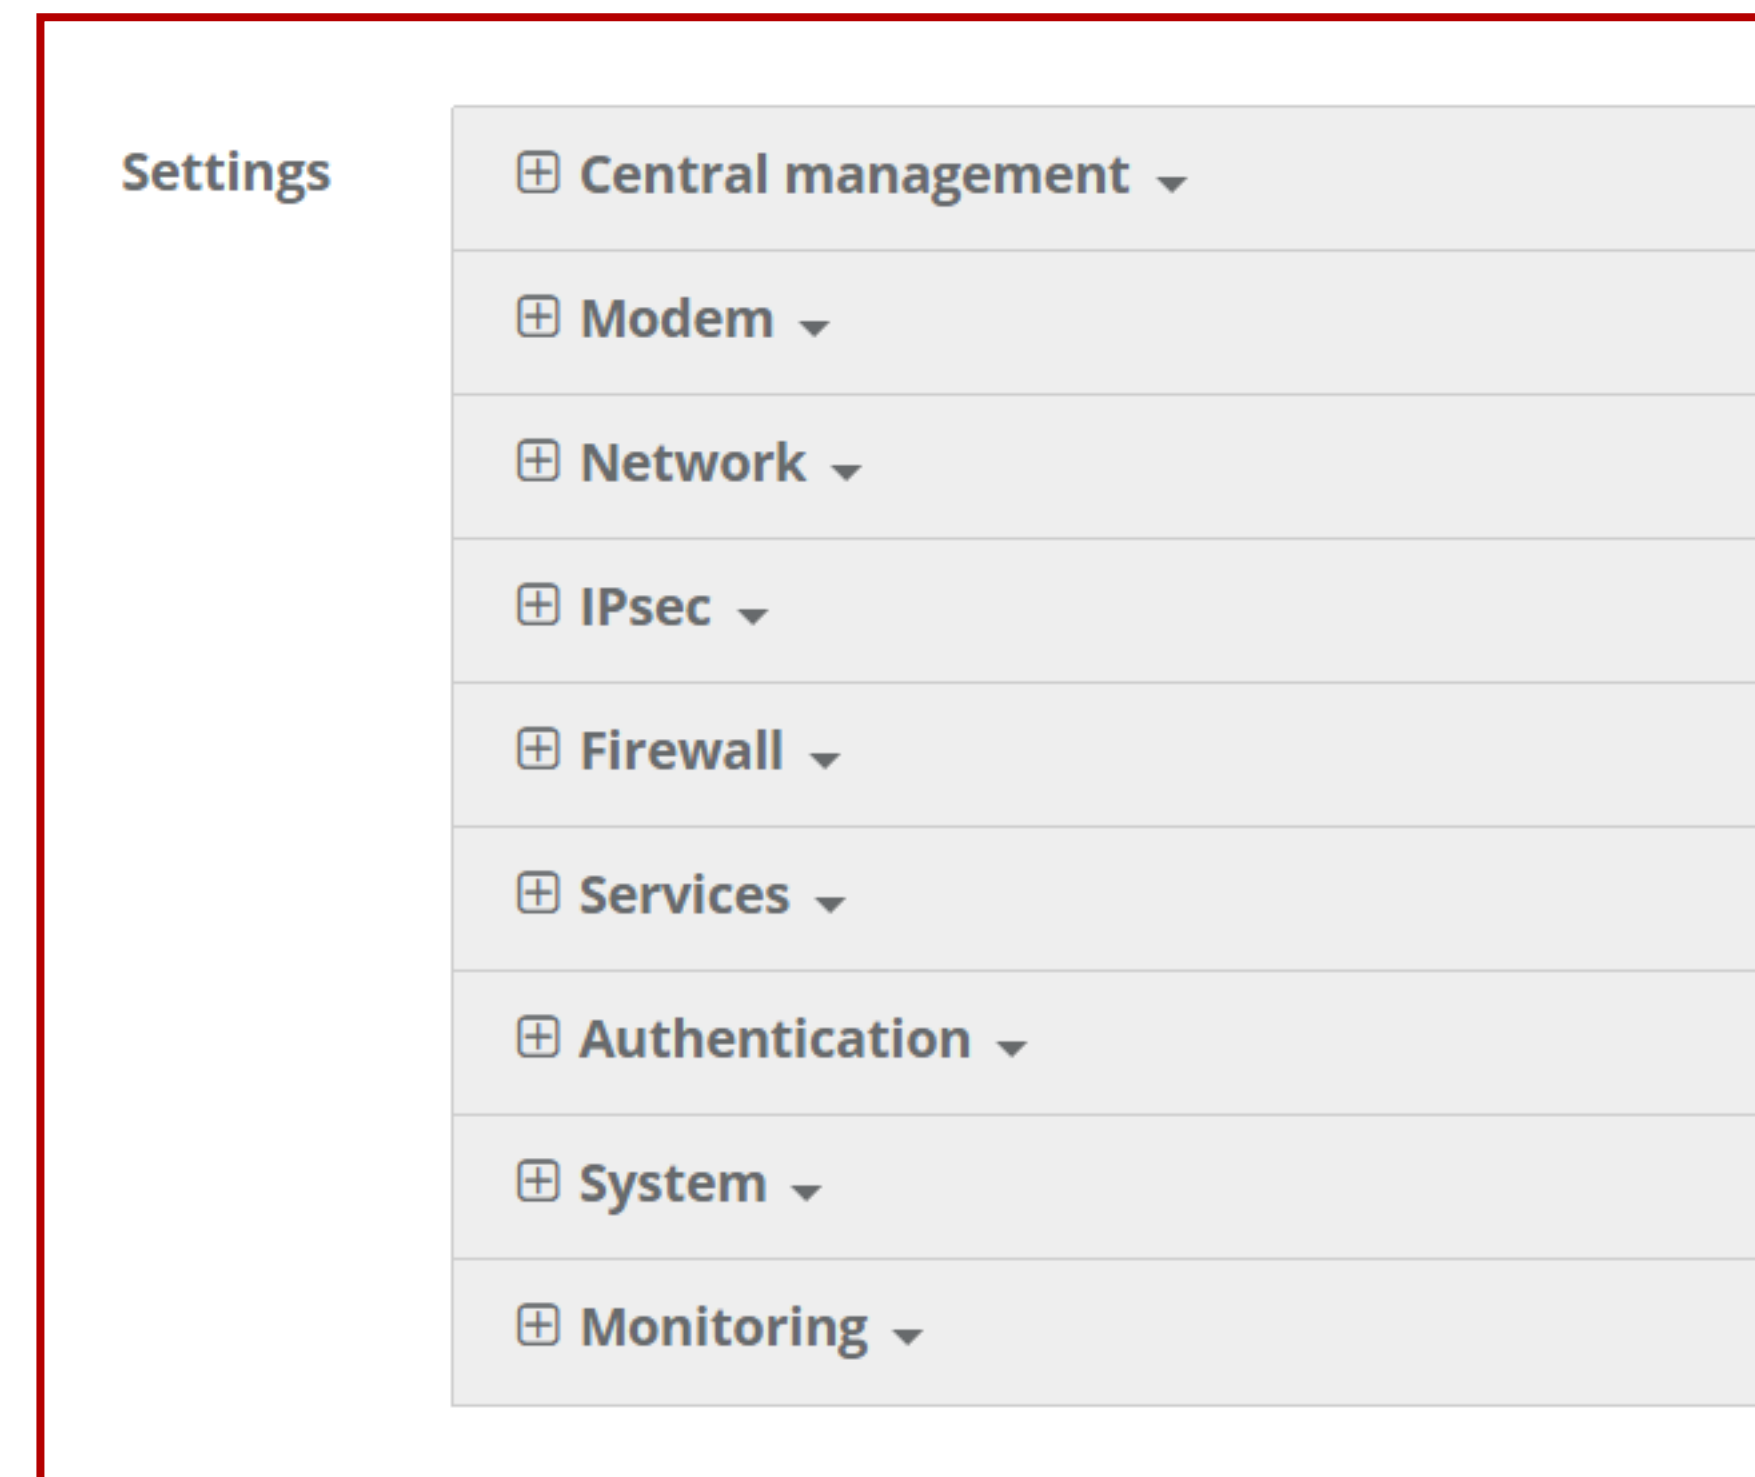 Settings
Central management
Modem
Network
IPsec
Firewall
Services
Authentication
System
Monitoring